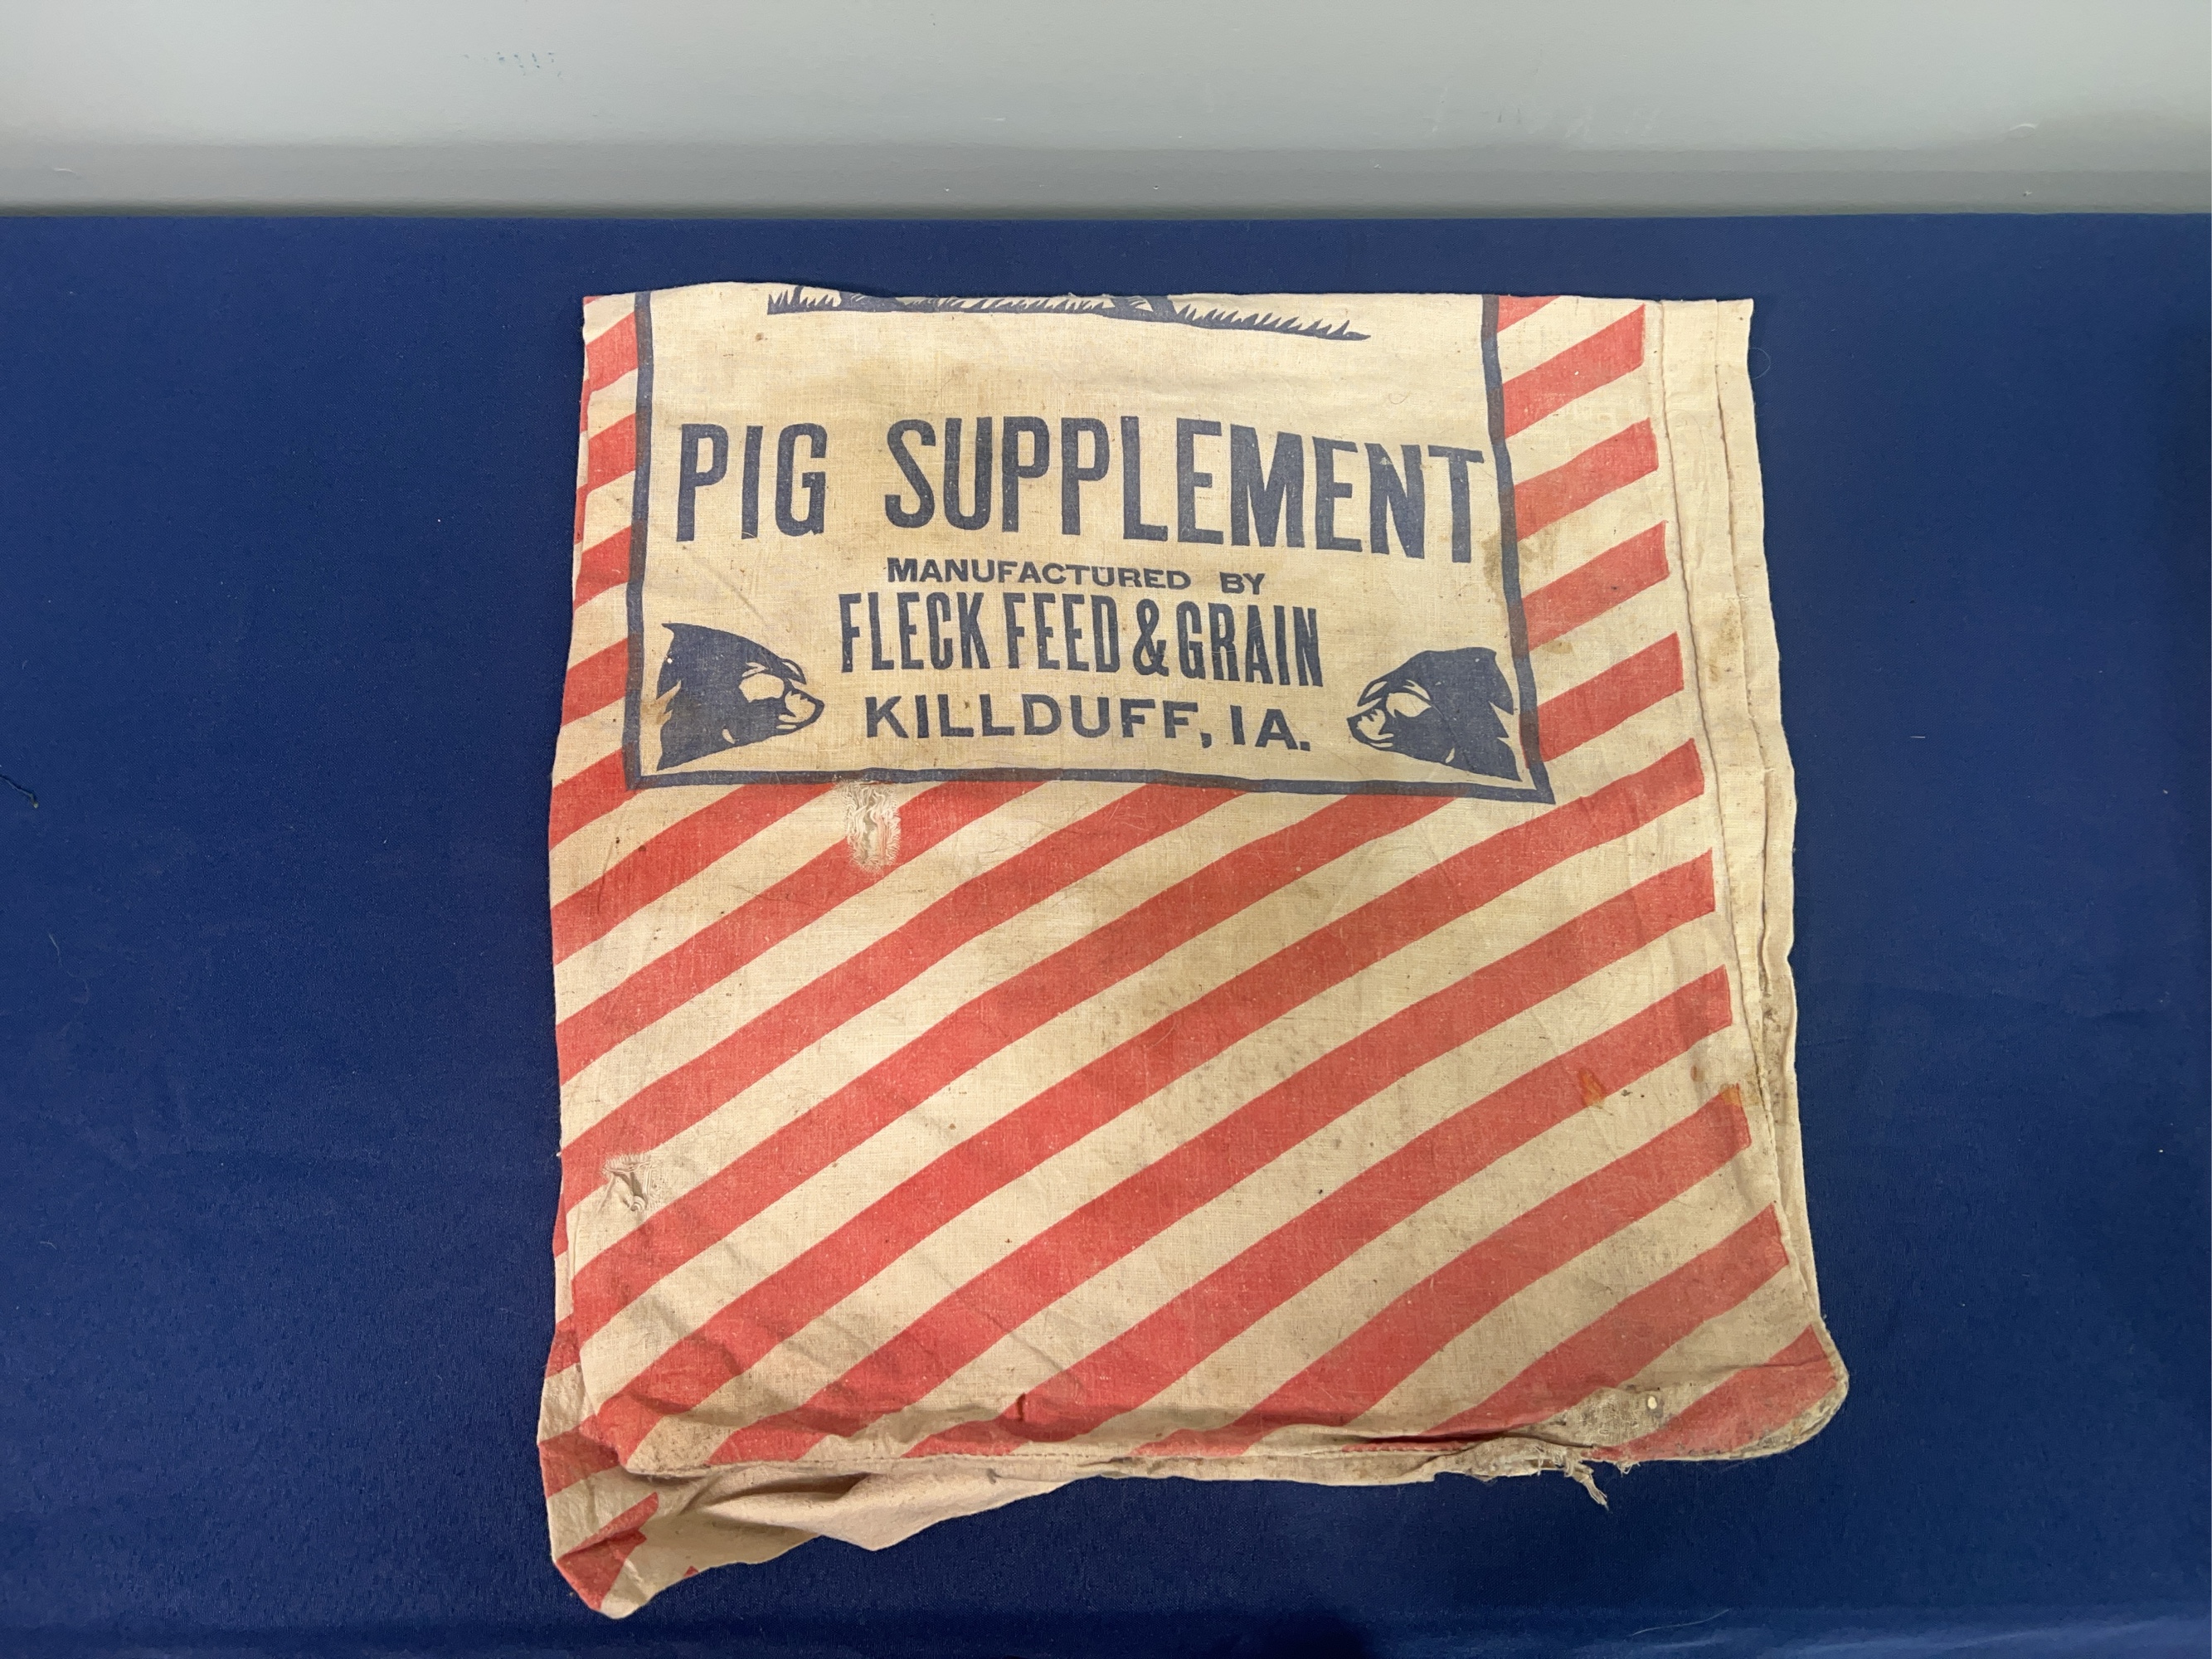 PIG SUPPLEMENT
MANUFACTURED BY
FLECK FEED & GRAIN
KILLDUFF, IA.